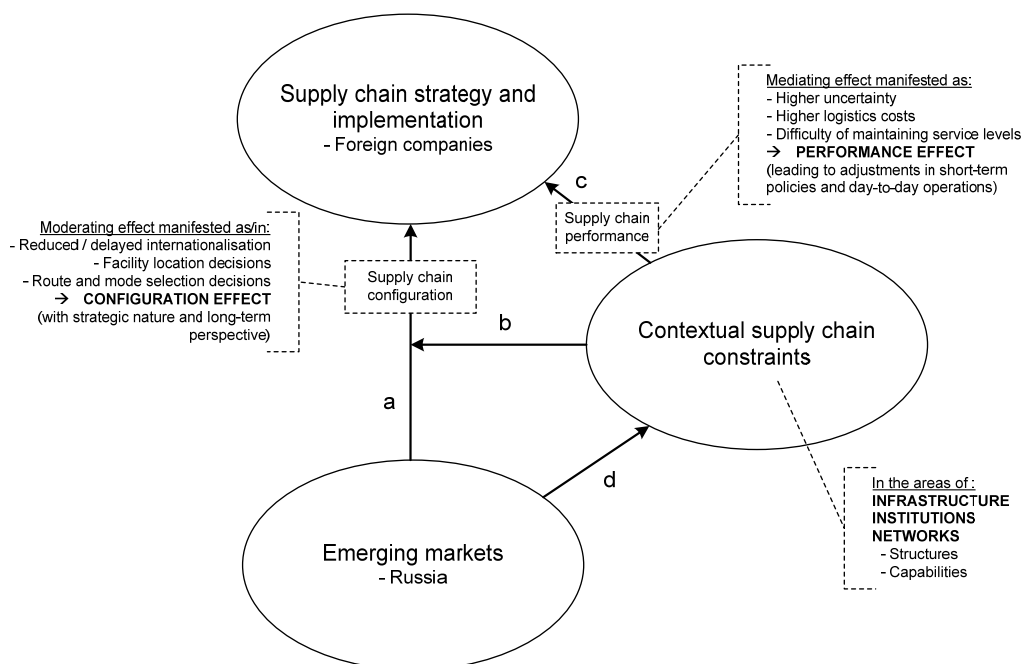 Supply chain strategy and
implementation
- Foreign companies
Mediating effect manifested as:
- Higher uncertainty
- Higher logistics costs
- Difficulty of maintaining service levels
→ PERFORMANCE EFFECT
(leading to adjustments in short-term
policies and day-to-day operations)
c
Supply chain
performance
Moderating effect manifested as/in:
- Reduced / delayed internationalisation
- Facility location decisions
- Route and mode selection decisions
→ CONFIGURATION EFFECT
(with strategic nature and long-term
perspective)
Supply chain
configuration
b
Contextual supply chain
constraints
a
d
In the areas of :
INFRASTRUCTURE
INSTITUTIONS
NETWORKS
- Structures
- Capabilities
Emerging markets
- Russia